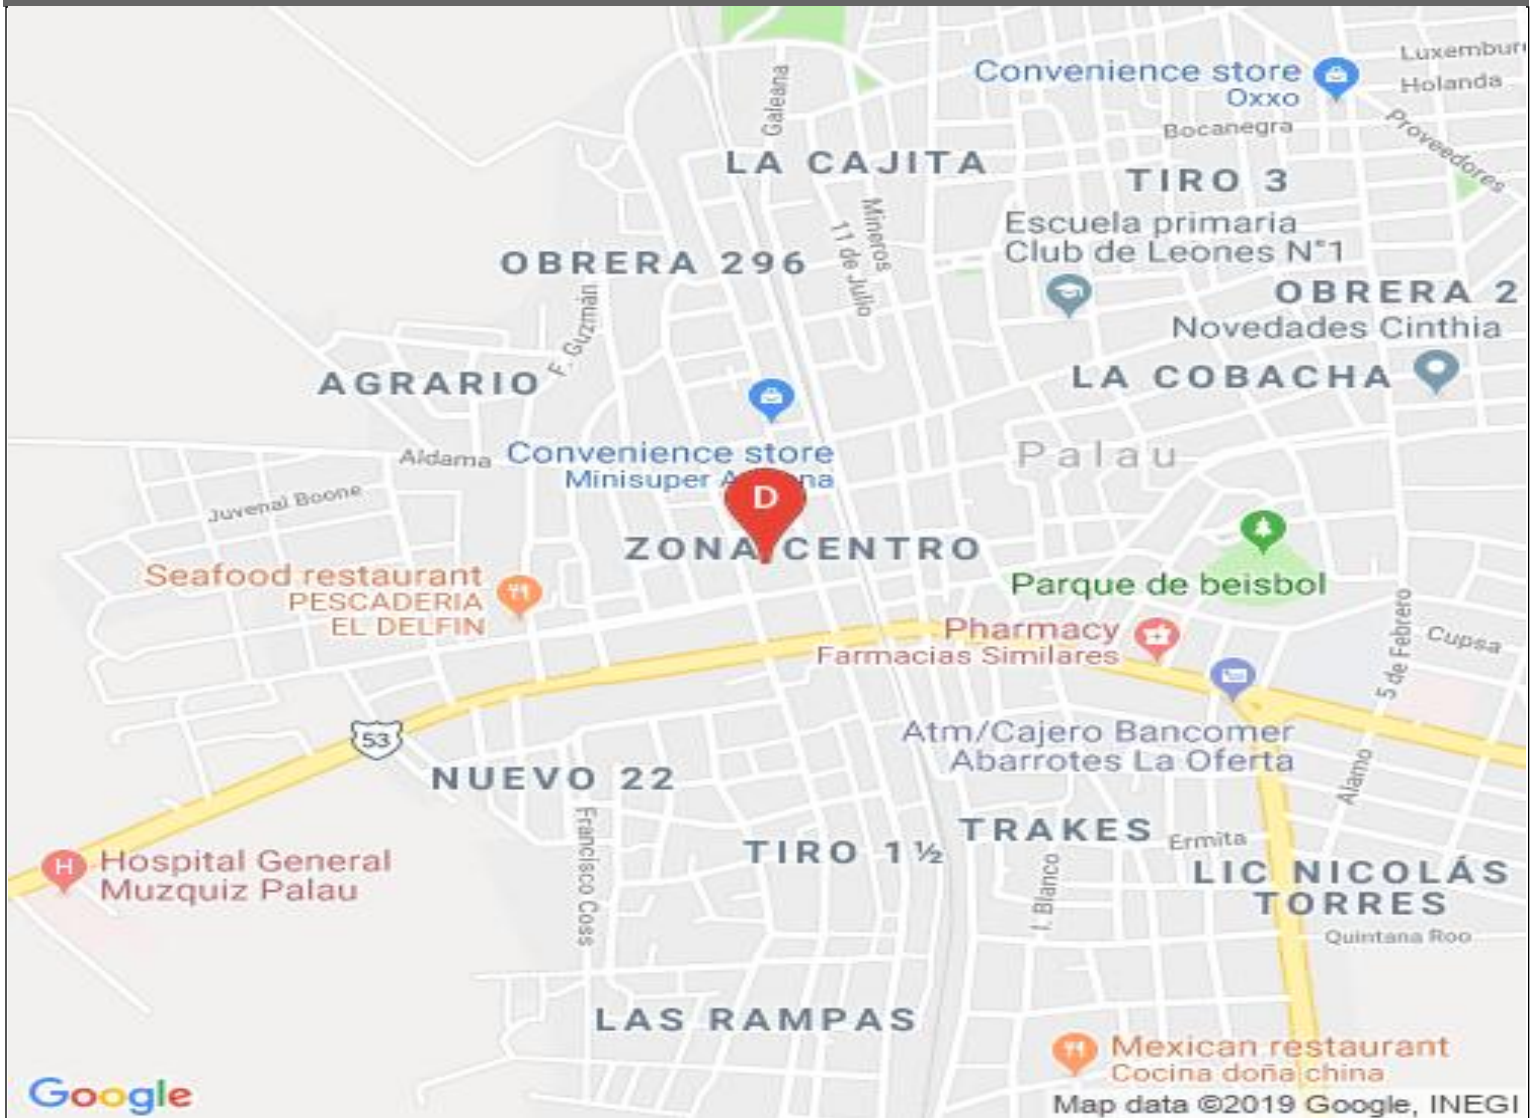 Luxembur
Convenience store
Oxxo
Holanda
Galeana
Bocanegra
Proveedores
LA CAJITA
TIRO 3
Mineros
11 de Julio
Escuela primaria
Club de Leones N°1
OBRERA 296
OBRERA 2
F. Guzmán
Novedades Cinthia
AGRARIO
LA COBACHA
Aldama
Convenience store
Minisuper
Palau
Juvenal Boone
D
ZONA CENTRO
Seafood restaurant
PESCADERIA
EL DELFIN
Parque de beisbol
5 de Febrero
Pharmacy
Farmacias Similares
Cupsa
53
Atm/Cajero Bancomer
Abarrotes La Oferta
NUEVO 22
Alamo
Francisco Coss
TRAKES
Ermita
TIRO 1½
H
Hospital General
Muzquiz Palau
I. Blanco
LIC NICOLÁS
TORRES
Quintana Roo
LAS RAMPAS
Mexican restaurant
Cocina doña china
Google
Map data ©2019 Google, INEGI